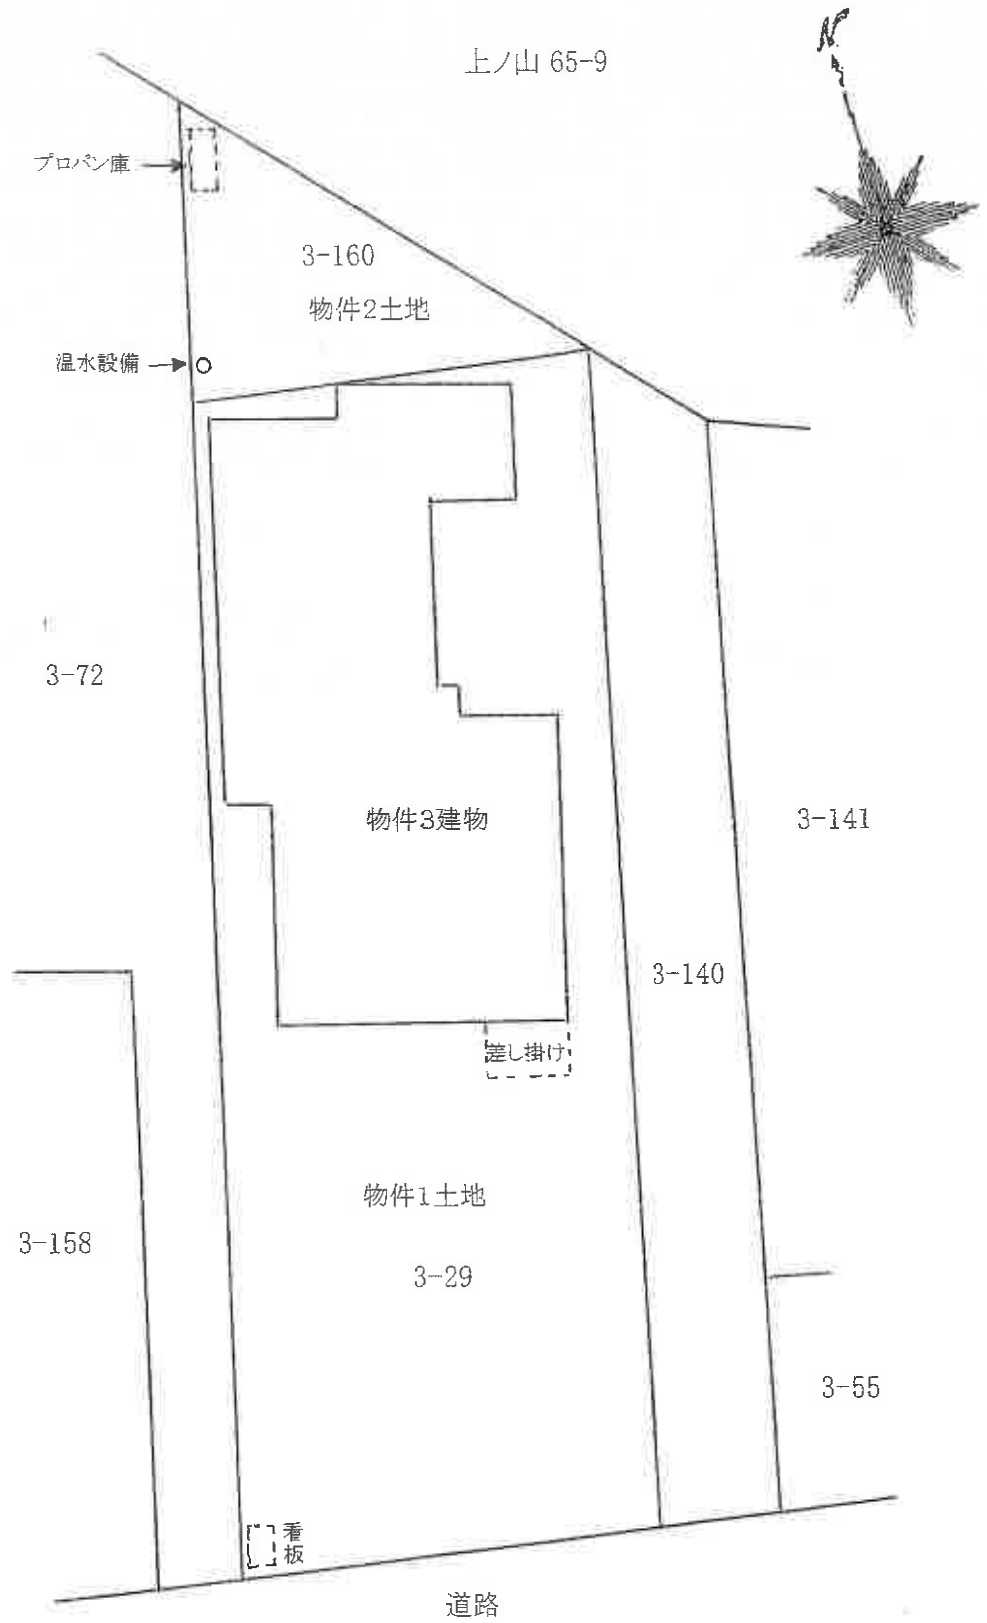 N
上ノ山 65-9
プロパン庫
3-160
物件2土地
温水設備
3-72
物件3建物
3-141
3-140
差し掛け
物件1土地
3-158
3-29
3-55
看板
道路